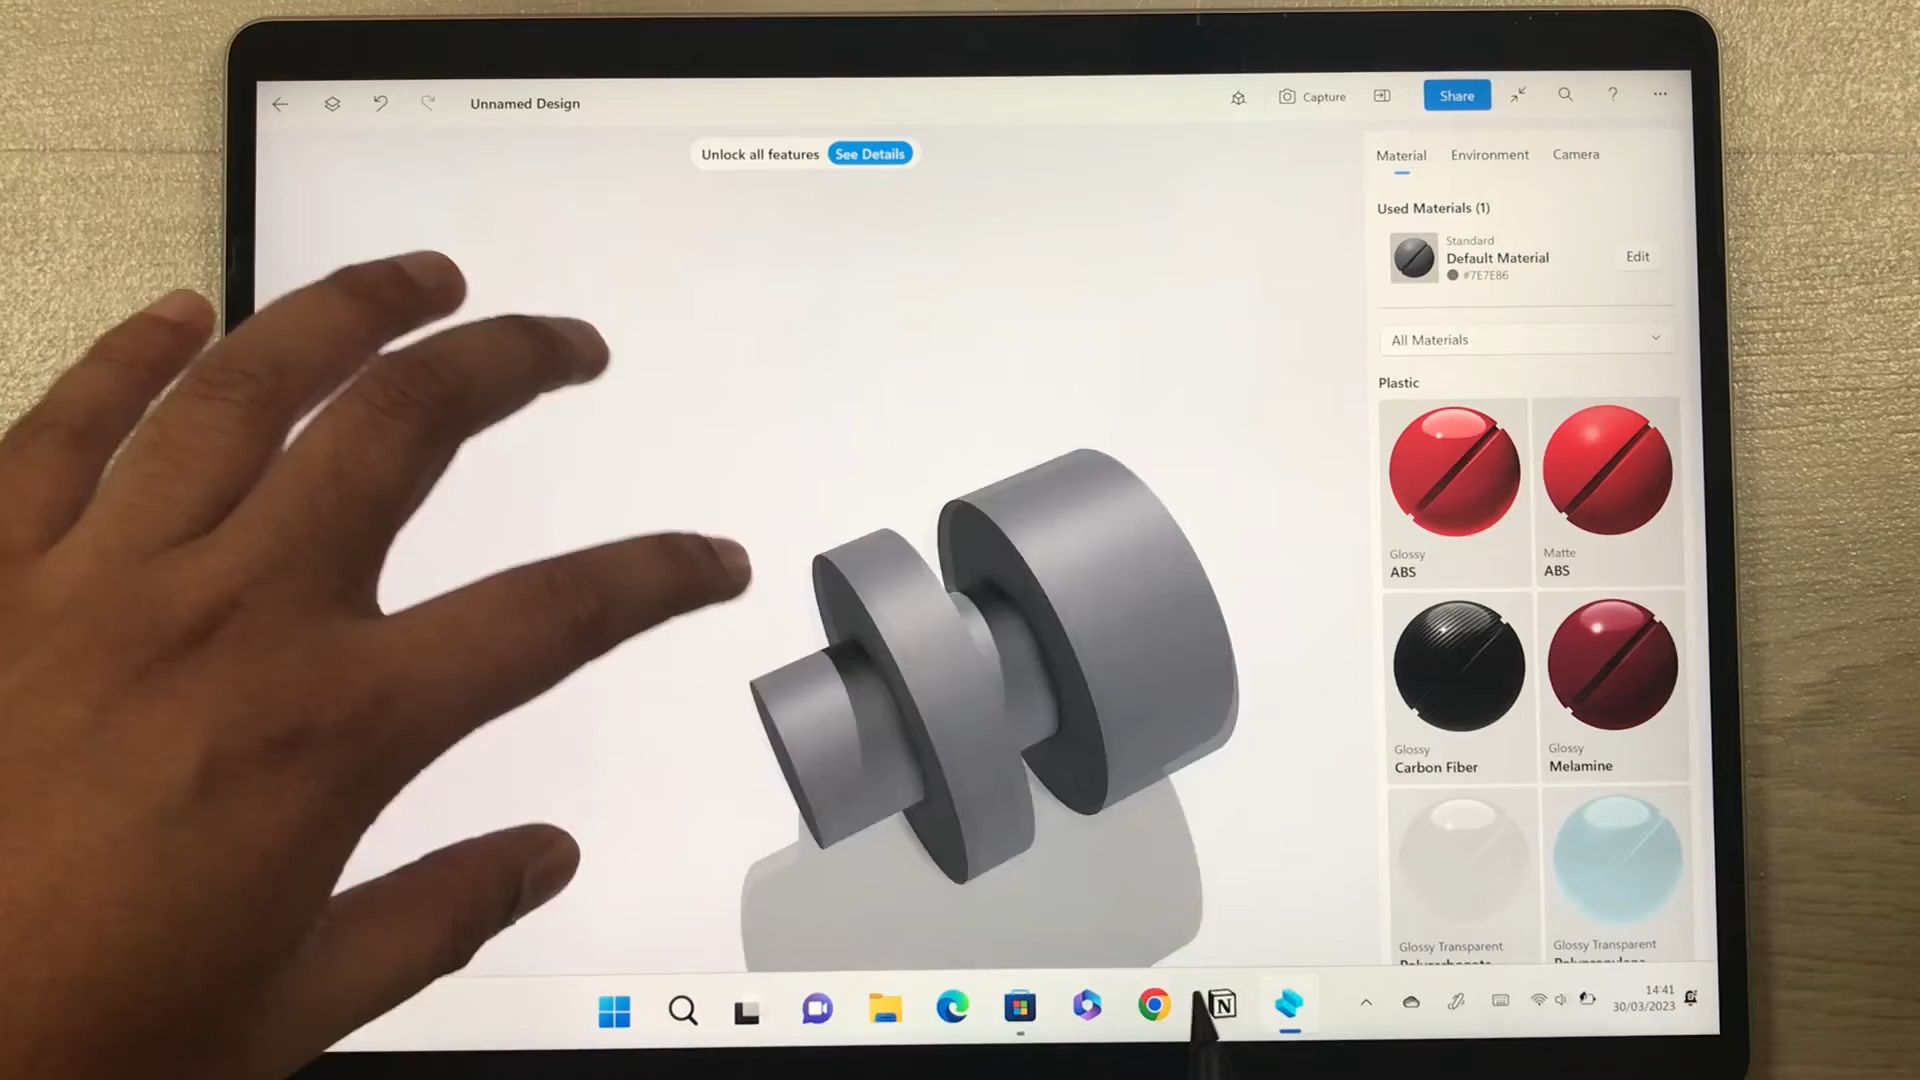 Unnamed Design
Capture
Share
?
Unlock all features
See Details
Material
Environment
Camera
Used Materials (1)
Standard
Default Material
#7E7E86
Edit
All Materials
Plastic
Glossy
ABS
Matte
ABS
Glossy
Carbon Fiber
Glossy
Melamine
Glossy Transparent
Glossy Transparent
N
14:41
30/03/2023